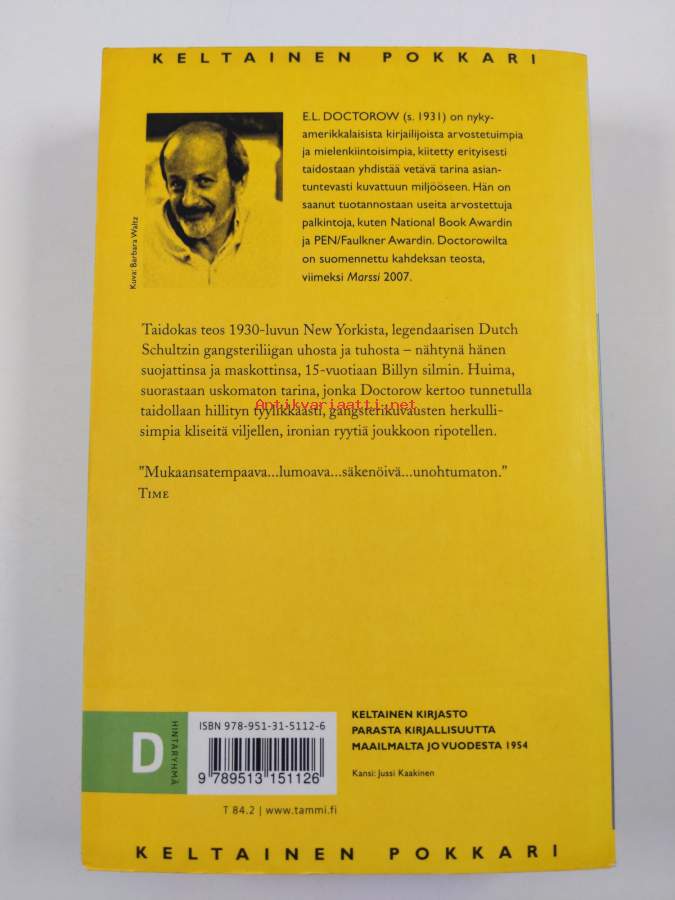 KELTAINEN POKKARI
E.L. DOCTOROW (s. 1931) on nyky-
amerikkalaisista kirjailijoista arvostetuimpia
ja mielenkiintoisimpia, kiitetty erityisesti
taidostaan yhdistää vetävä tarina asian-
tuntevasti kuvattuun miljööseen. Hän on
saanut tuotannostaan useita arvostettuja
palkintoja, kuten National Book Awardin
ja PEN/Faulkner Awardin. Doctorowilta
on suomennettu kahdeksan teosta,
viimeksi Marssi 2007.
Kuva: Barbara Waltz
Taidokas teos 1930-luvun New Yorkista, legendaarisen Dutch
Schultzin gangsteriliigan uhosta ja tuhosta – nähtynä hänen
suojattinsa ja maskottinsa, 15-vuotiaan Billyn silmin. Huima,
suorastaan uskomaton tarina, jonka Doctorow kertoo tunnetulla
taidollaan hillityn tyylikkäästi, gangsterikuvausten herkulli-
simpia kliseitä viljellen, ironian ryytiä joukkoon ripotellen.
Antikvariaatti.net
"Mukaansatempaava...lumoava...säkenöivä...unohtumaton."
TIME
D
HINTARYHMÄ
ISBN 978-951-31-5112-6
9 789513 151126
T 84.2 | www.tammi.fi
KELTAINEN KIRJASTO
PARASTA KIRJALLISUUTTA
MAAILMALTA JO VUODESTA 1954
Kansi: Jussi Kaakinen
KELTAINEN POKKARI